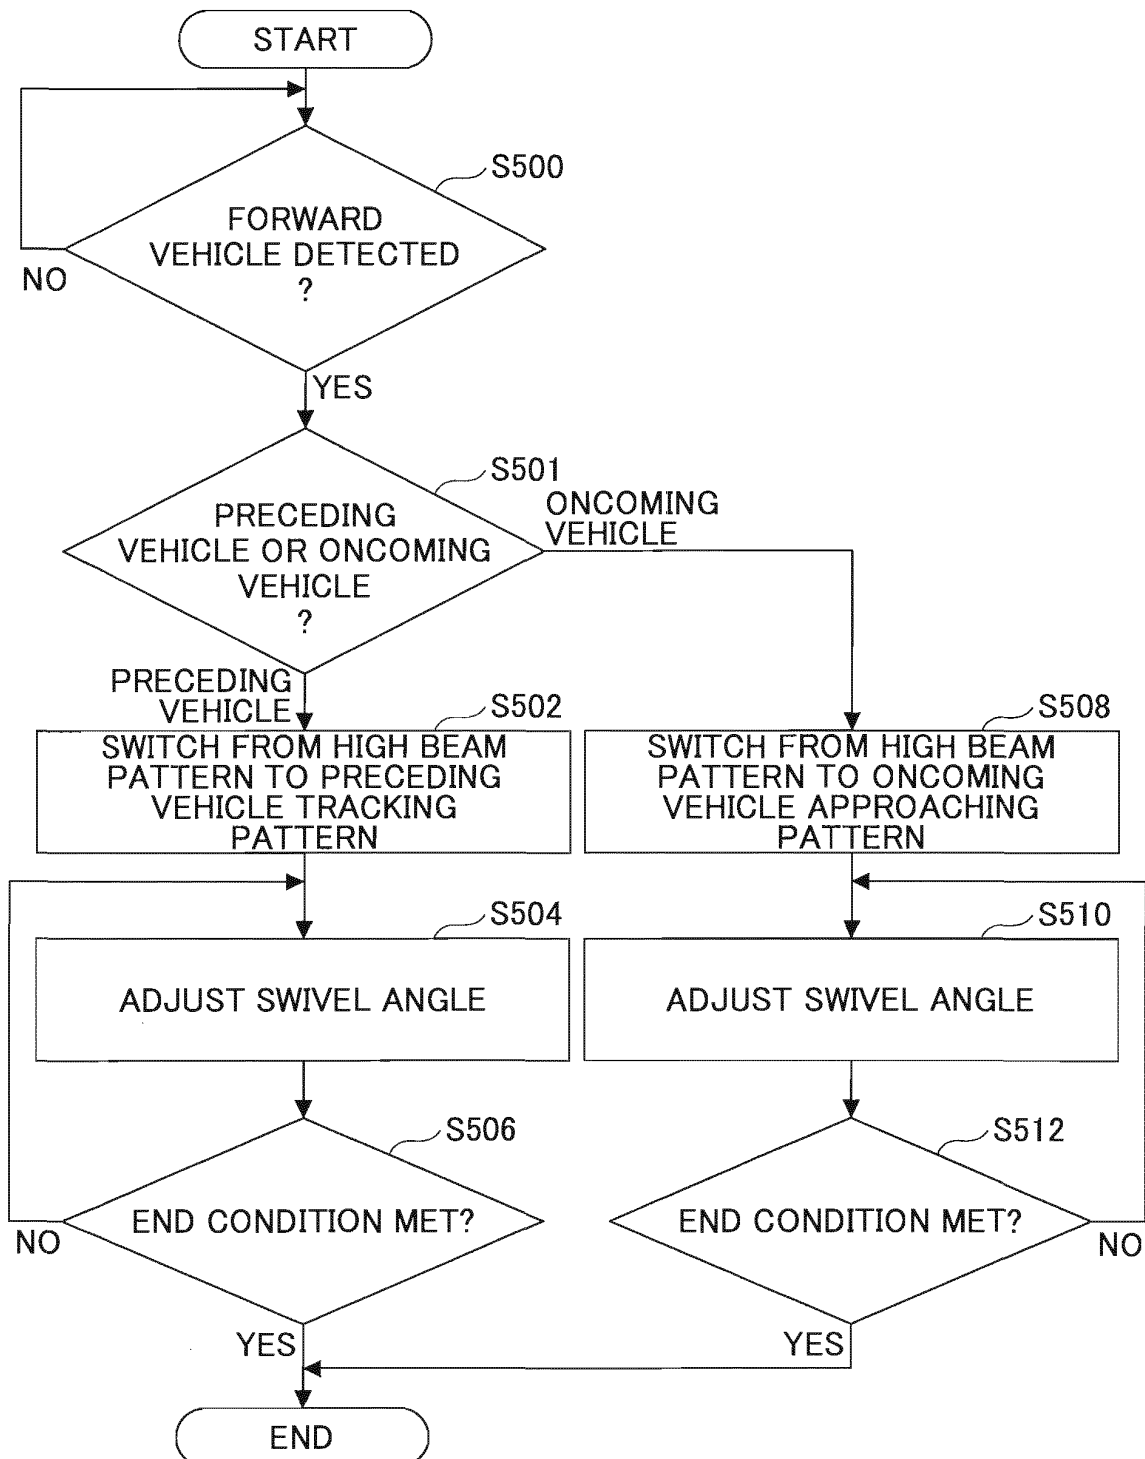 START
S500
FORWARD
VEHICLE DETECTED
?
NO
YES
S501
PRECEDING
VEHICLE OR ONCOMING
VEHICLE
?
ONCOMING
VEHICLE
PRECEDING
VEHICLE
S502
SWITCH FROM HIGH BEAM
PATTERN TO PRECEDING
VEHICLE TRACKING
PATTERN
S508
SWITCH FROM HIGH BEAM
PATTERN TO ONCOMING
VEHICLE APPROACHING
PATTERN
S504
ADJUST SWIVEL ANGLE
S510
ADJUST SWIVEL ANGLE
S506
END CONDITION MET?
NO
YES
S512
END CONDITION MET?
NO
YES
END